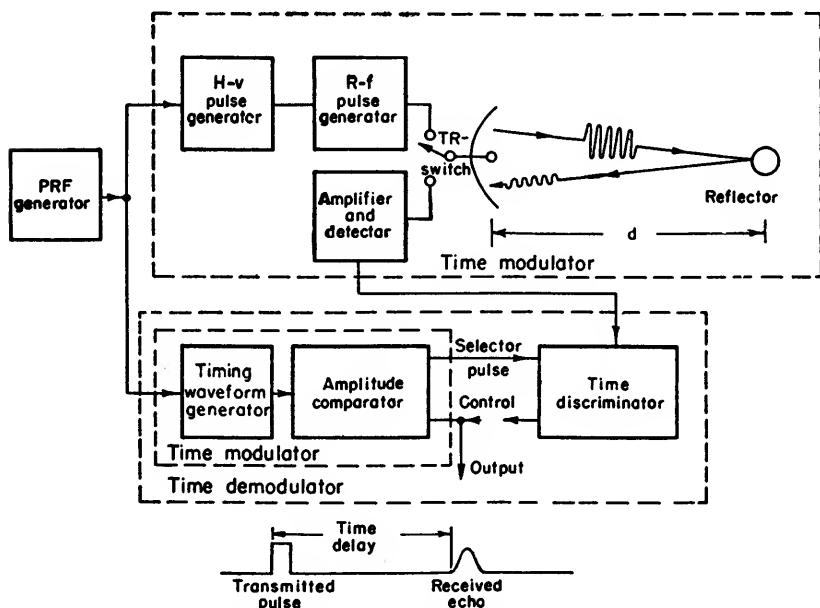 H-v
pulse
generator
R-f
pulse
generator
TR-
switch
PRF
generator
Amplifier
and
detector
Reflector
d
Time modulator
Timing
waveform
generator
Amplitude
comparator
Selector
pulse
Control
Output
Time
discriminator
Time modulator
Time demodulator
Time
delay
Transmitted
pulse
Received
echo